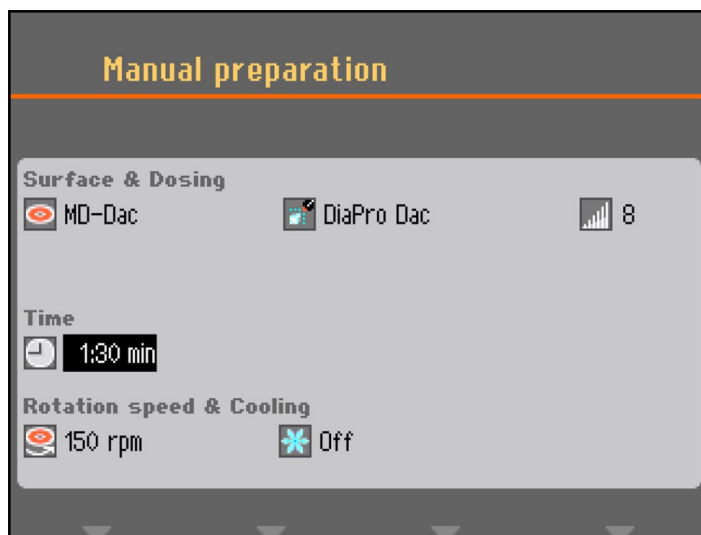 Manual preparation
Surface & Dosing
MD-Dac DiaPro Dac 8
Time
1:30 min
Rotation speed & Cooling
150 rpm Off